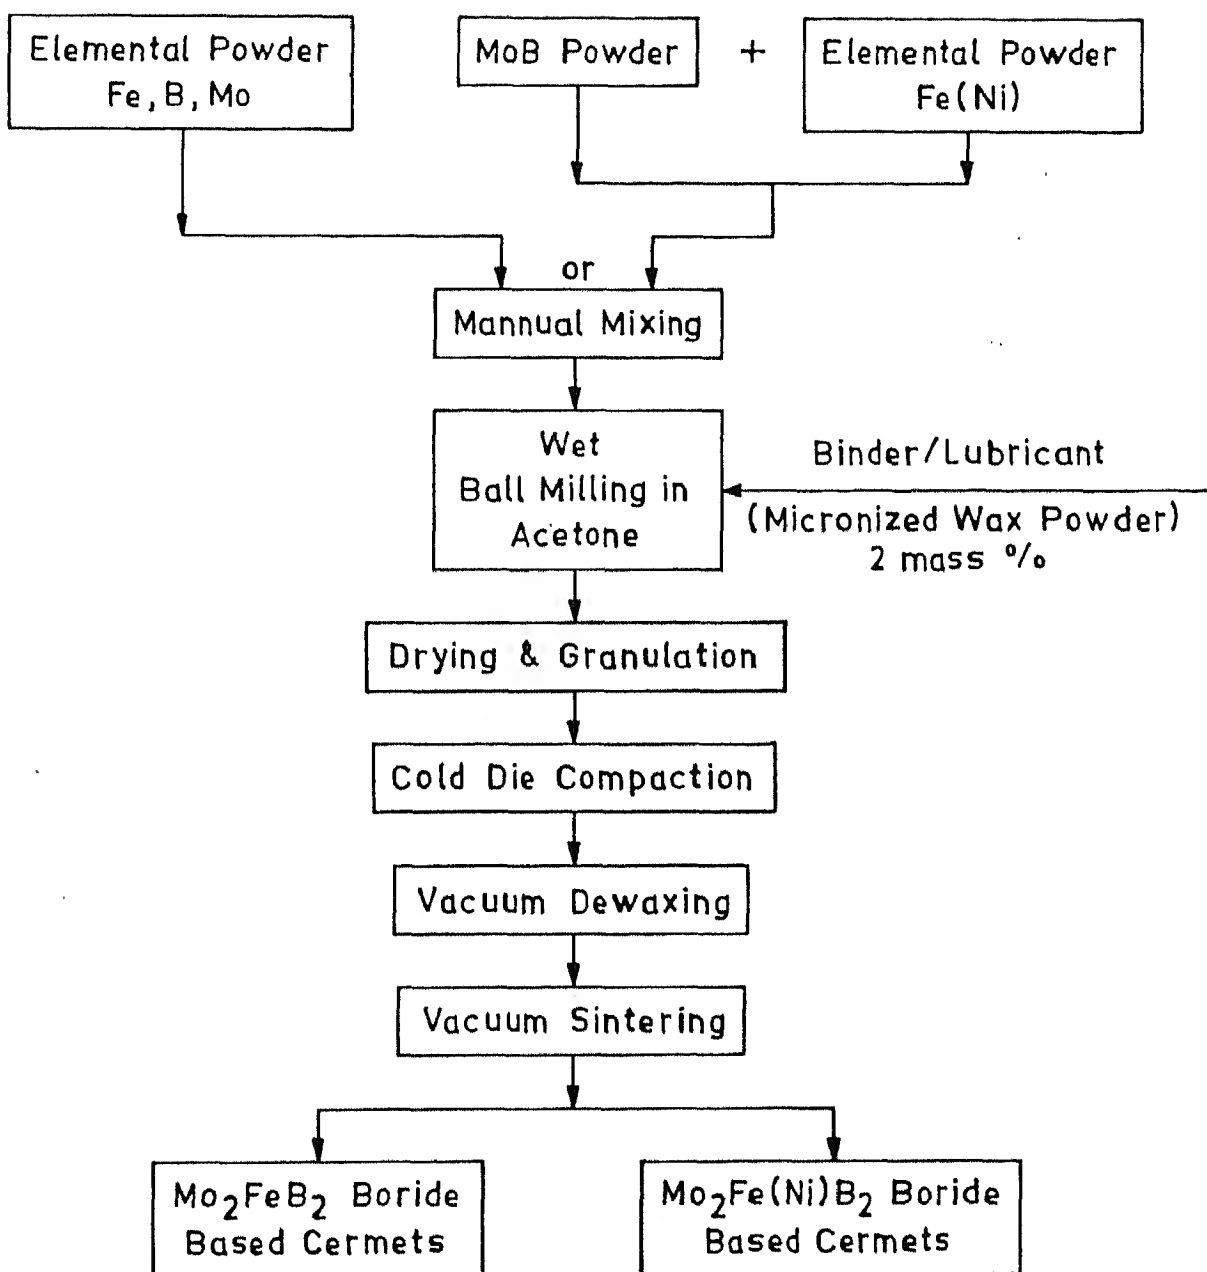 Elemental Powder
Fe, B, Mo
MoB Powder
+
Elemental Powder
Fe(Ni)
or
Mannual Mixing
Wet
Ball Milling in
Acetone
Binder/Lubricant
(Micronized Wax Powder)
2 mass %
Drying & Granulation
Cold Die Compaction
Vacuum Dewaxing
Vacuum Sintering
Mo₂FeB₂ Boride
Based Cermets
Mo₂Fe(Ni)B₂ Boride
Based Cermets